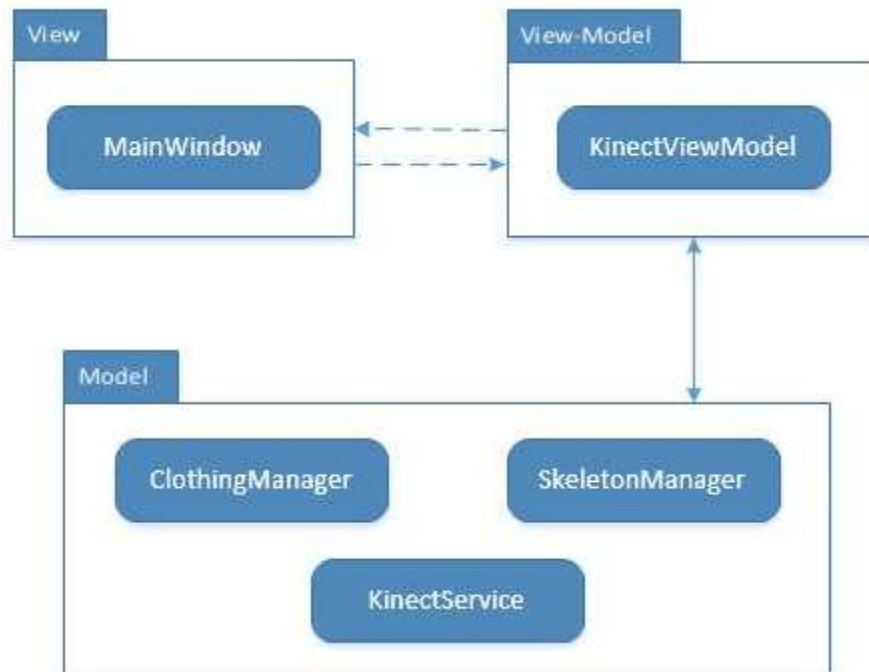 View
View-Model
MainWindow
KinectViewModel
Model
ClothingManager
SkeletonManager
KinectService